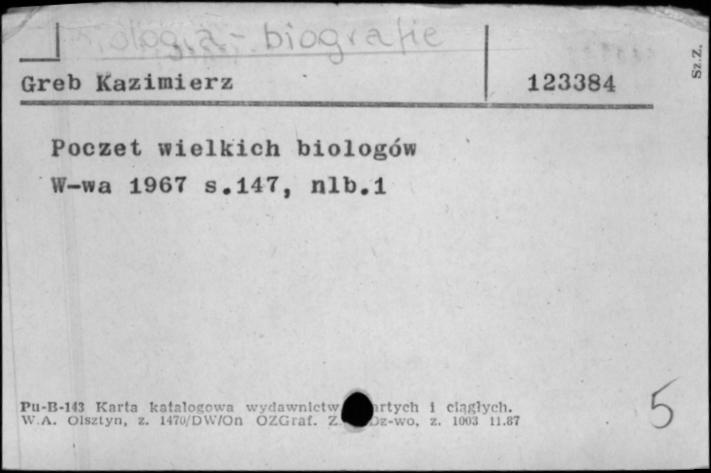 Biologia - biografie
Greb Kazimierz 123384
Sz.Z.
Poczet wielkich biologów
W-wa 1967 s.147, nlb.1
Pu-B-143 Karta katalogowa wydawnictw artych i ciągłych.
W.A. Olsztyn, z. 1470/DW/On OZGraf. Z. Dz-wo, z. 1003 11.87
5